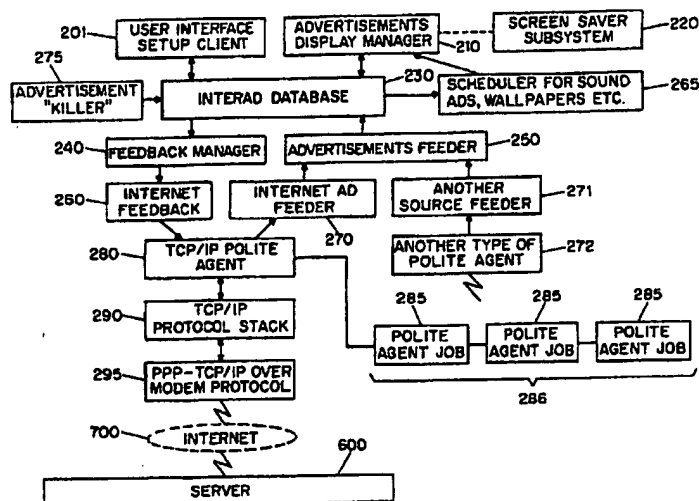 201
USER INTERFACE
SETUP CLIENT
ADVERTISEMENTS
DISPLAY MANAGER
210
SCREEN SAVER
SUBSYSTEM
220
275
ADVERTISEMENT
"KILLER"
230
INTERAD DATABASE
SCHEDULER FOR SOUND
ADS, WALLPAPERS ETC.
265
240
FEEDBACK MANAGER
ADVERTISEMENTS FEEDER
250
260
INTERNET
FEEDBACK
INTERNET AD
FEEDER
270
ANOTHER
SOURCE FEEDER
271
280
TCP/IP POLITE
AGENT
ANOTHER TYPE OF
POLITE AGENT
272
290
TCP/IP
PROTOCOL STACK
285
285
285
POLITE
AGENT JOB
POLITE
AGENT JOB
POLITE
AGENT JOB
286
295
PPP-TCP/IP OVER
MODEM PROTOCOL
700
INTERNET
600
SERVER